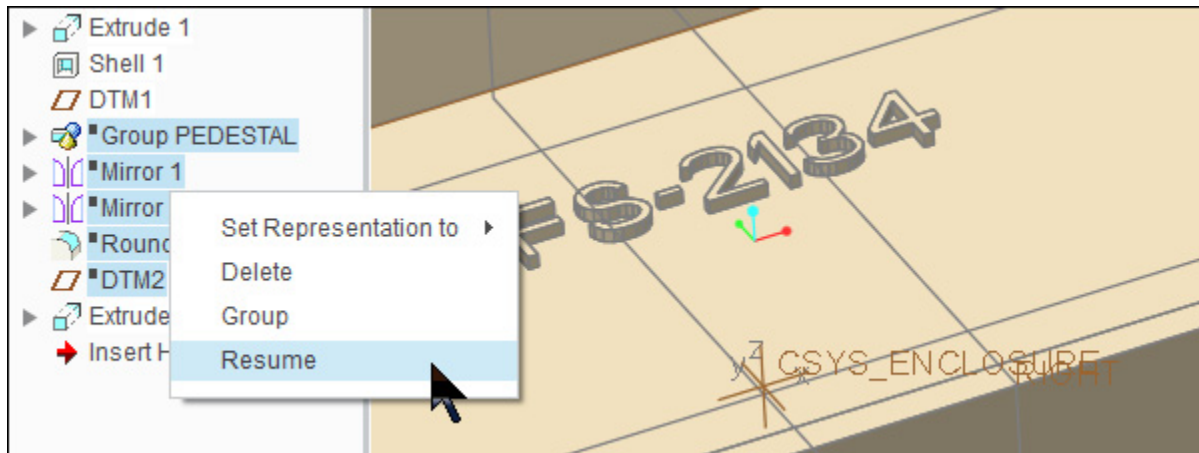 Extrude 1
Shell 1
DTM1
Group PEDESTAL
Mirror 1
Mirror
Round
DTM2
Extrude
Insert H
Set Representation to
Delete
Group
Resume
S-2134
Z
y x CSYS_ENCLOSURE
RIGHT